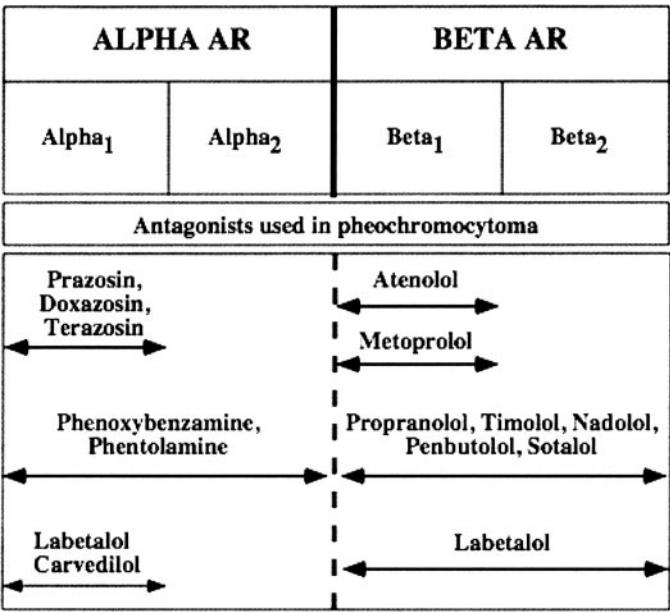 ALPHA AR
BETA AR
Alpha1
Alpha2
Beta1
Beta2
Antagonists used in pheochromocytoma
Prazosin,
Doxazosin,
Terazosin
Atenolol
Metoprolol
Phenoxybenzamine,
Phentolamine
Propranolol, Timolol, Nadolol,
Penbutolol, Sotalol
Labetalol
Carvedilol
Labetalol